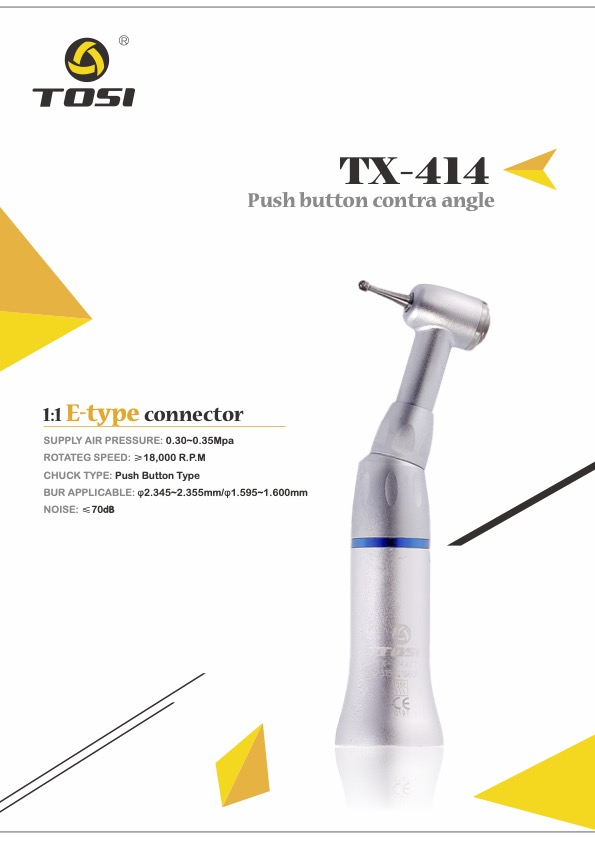 ®
TOSI
TX-414
Push button contra angle
1:1 E-type connector
SUPPLY AIR PRESSURE: 0.30~0.35Mpa
ROTATEG SPEED: ≥18,000 R.P.M
CHUCK TYPE: Push Button Type
BUR APPLICABLE: φ2.345~2.355mm/φ1.595~1.600mm
NOISE: ≤70dB
TOSI
CE